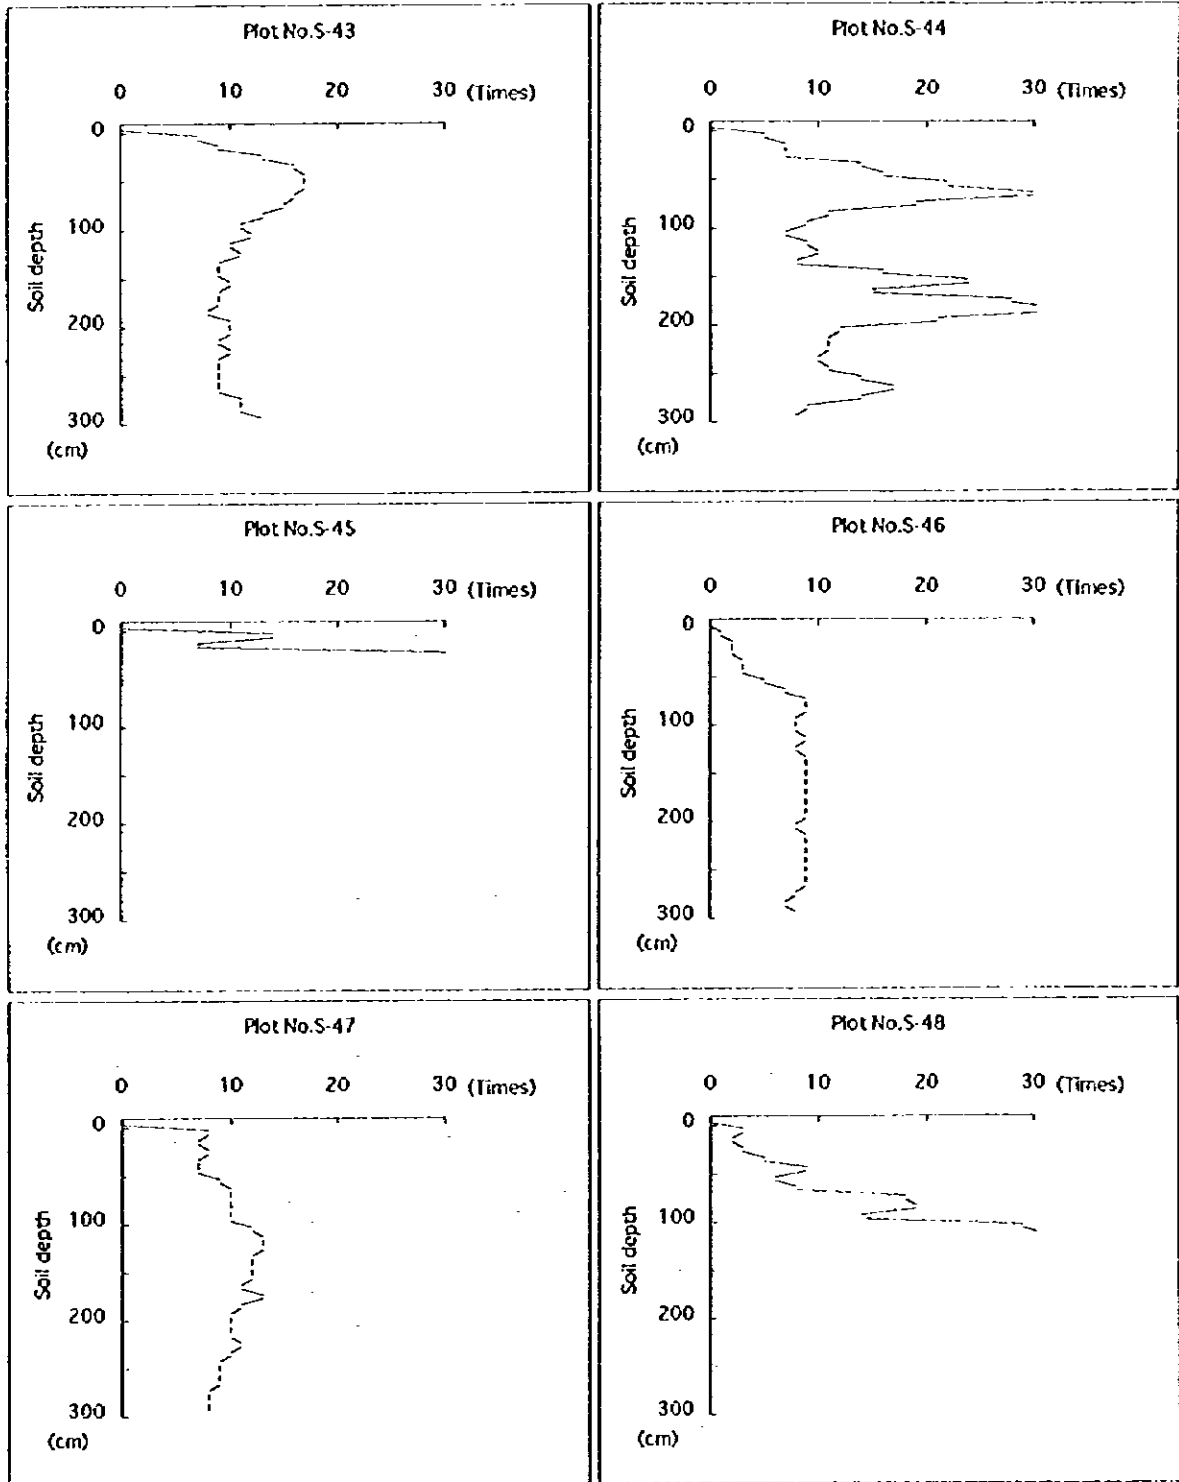 Plot No.S-43
0 10 20 30 (Times)
0
100
200
300
Soil depth
(cm)
Plot No.S-44
0 10 20 30 (Times)
0
100
200
300
Soil depth
(cm)
Plot No.S-45
0 10 20 30 (Times)
0
100
200
300
Soil depth
(cm)
Plot No.S-46
0 10 20 30 (Times)
0
100
200
300
Soil depth
(cm)
Plot No.S-47
0 10 20 30 (Times)
0
100
200
300
Soil depth
(cm)
Plot No.S-48
0 10 20 30 (Times)
0
100
200
300
Soil depth
(cm)